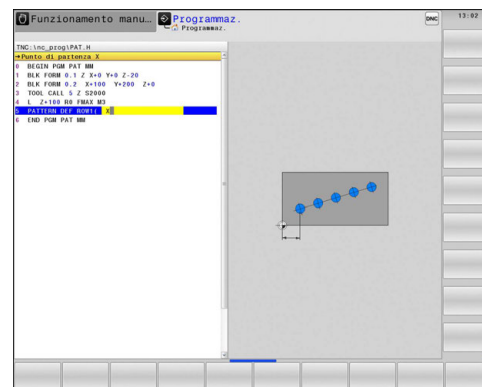 Funzionamento manu...
Programmaz.
Programmaz.
DNC
13:02
TNC:\nc_prog\PAT.H
→Punto di partenza X
0 BEGIN PGM PAT MM
1 BLK FORM 0.1 Z X+0 Y+0 Z-20
2 BLK FORM 0.2 X+100 Y+200 Z+0
3 TOOL CALL 5 Z S2000
4 L Z+100 R0 FMAX M3
5 PATTERN DEF ROW1( X
6 END PGM PAT MM